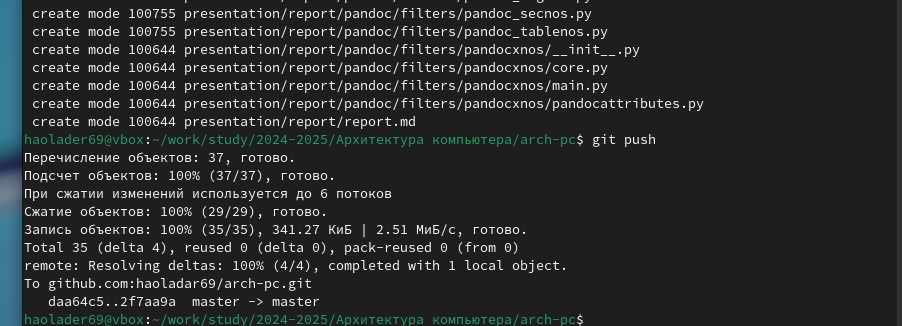 create mode 100755 presentation/report/pandoc/filters/pandoc_secnos.py
create mode 100755 presentation/report/pandoc/filters/pandoc_tablenos.py
create mode 100644 presentation/report/pandoc/filters/pandocxnos/__init__.py
create mode 100644 presentation/report/pandoc/filters/pandocxnos/core.py
create mode 100644 presentation/report/pandoc/filters/pandocxnos/main.py
create mode 100644 presentation/report/pandoc/filters/pandocxnos/pandocattributes.py
create mode 100644 presentation/report/report.md
haolader69@vbox:~/work/study/2024-2025/Архитектура компьютера/arch-pc$ git push
Перечисление объектов: 37, готово.
Подсчет объектов: 100% (37/37), готово.
При сжатии изменений используется до 6 потоков
Сжатие объектов: 100% (29/29), готово.
Запись объектов: 100% (35/35), 341.27 КиБ | 2.51 МиБ/с, готово.
Total 35 (delta 4), reused 0 (delta 0), pack-reused 0 (from 0)
remote: Resolving deltas: 100% (4/4), completed with 1 local object.
To github.com:haoladar69/arch-pc.git
daa64c5..2f7aa9a  master -> master
haolader69@vbox:~/work/study/2024-2025/Архитектура компьютера/arch-pc$